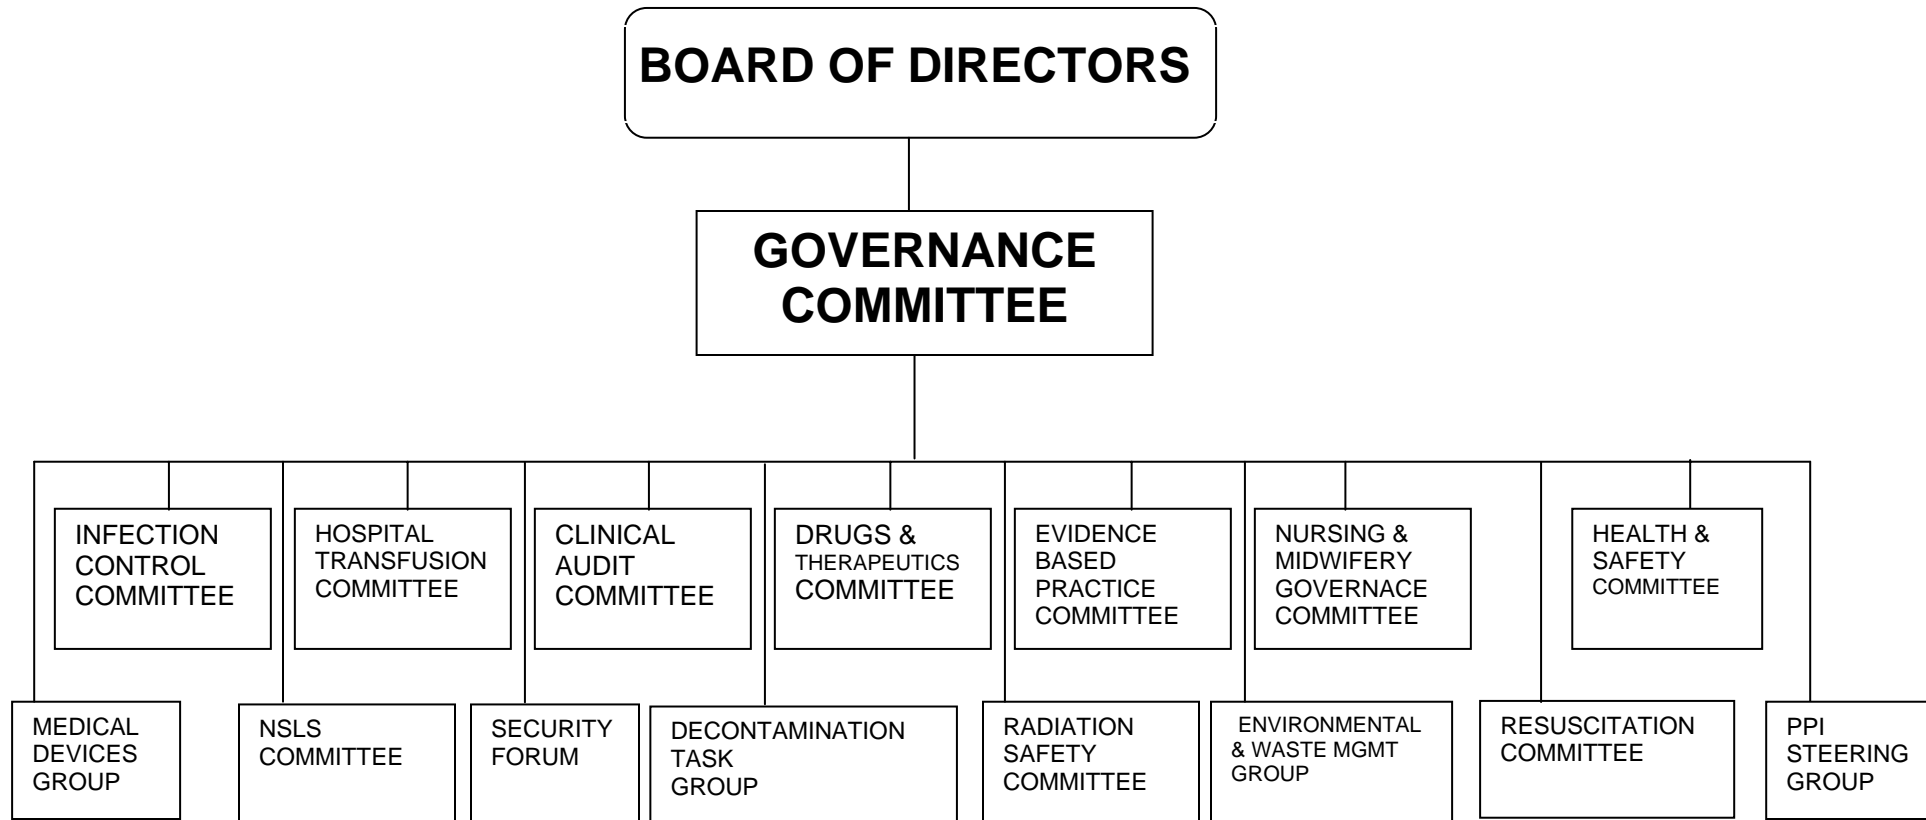 BOARD OF DIRECTORS
GOVERNANCE
COMMITTEE
INFECTION
CONTROL
COMMITTEE
HOSPITAL
TRANSFUSION
COMMITTEE
CLINICAL
AUDIT
COMMITTEE
DRUGS &
THERAPEUTICS
COMMITTEE
EVIDENCE
BASED
PRACTICE
COMMITTEE
NURSING &
MIDWIFERY
GOVERNACE
COMMITTEE
HEALTH &
SAFETY
COMMITTEE
MEDICAL
DEVICES
GROUP
NSLS
COMMITTEE
SECURITY
FORUM
DECONTAMINATION
TASK
GROUP
RADIATION
SAFETY
COMMITTEE
ENVIRONMENTAL
& WASTE MGMT
GROUP
RESUSCITATION
COMMITTEE
PPI
STEERING
GROUP